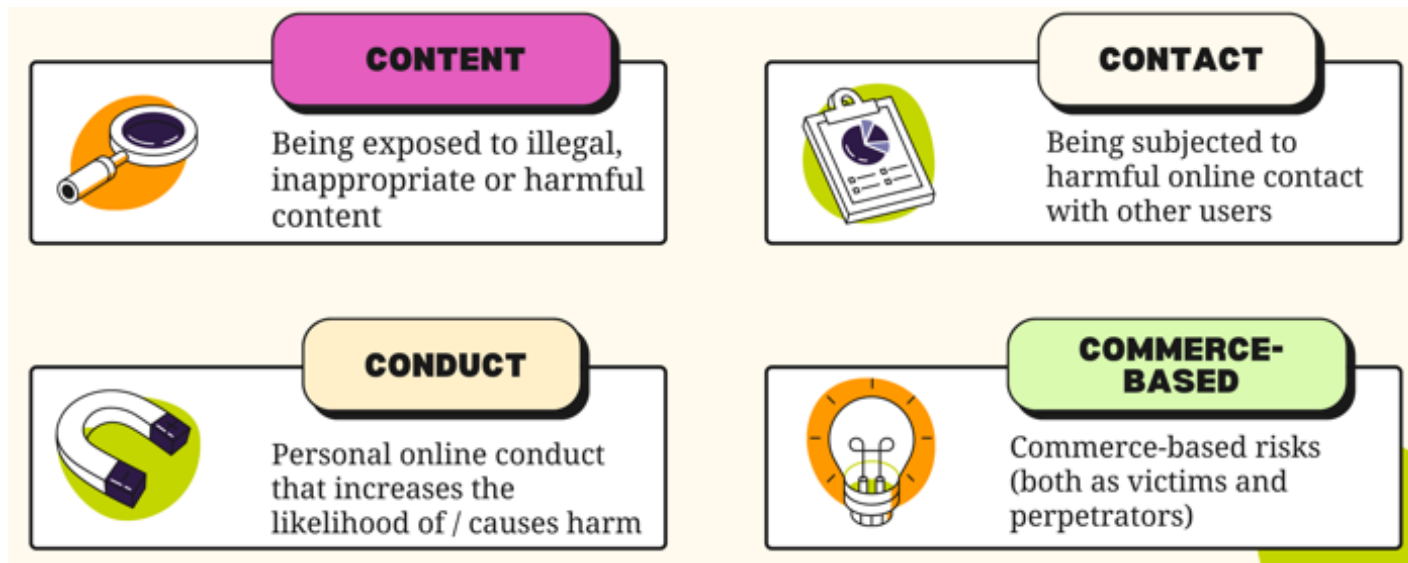 CONTENT
Being exposed to illegal,
inappropriate or harmful
content
CONTACT
Being subjected to
harmful online contact
with other users
CONDUCT
Personal online conduct
that increases the
likelihood of / causes harm
COMMERCE-
BASED
Commerce-based risks
(both as victims and
perpetrators)